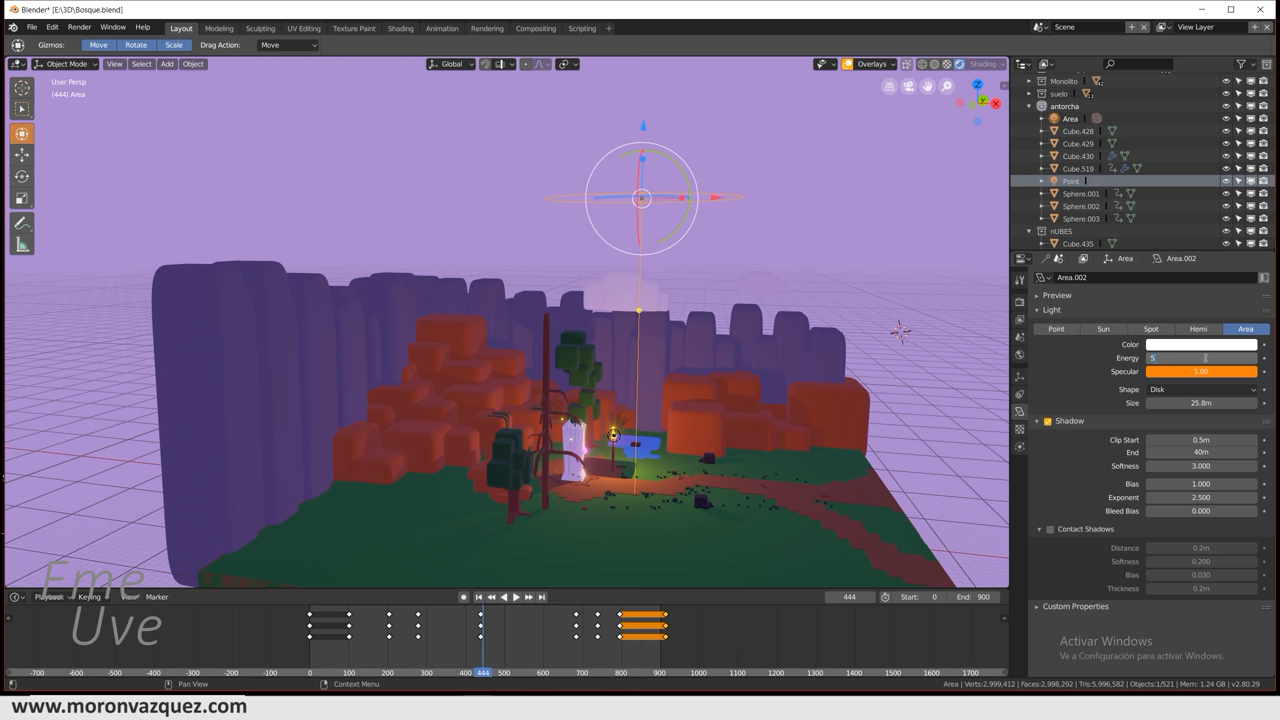 Blender* [E:\3D\Bosque.blend]
File Edit Render Window Help Layout Modeling Sculpting UV Editing Texture Paint Shading Animation Rendering Compositing Scripting + Scene View Layer
Gizmos: Move Rotate Scale Drag Action: Move
Object Mode View Select Add Object Global Overlays Shading
User Persp
(444) Area
Z
Y
X
Monolito
suelo
antorcha
Area
Cube.428
Cube.429
Cube.430
Cube.519
Point
Sphere.001
Sphere.002
Sphere.003
nUBES
Cube.435
Area Area.002
Area.002
Preview
Light
Point Sun Spot Hemi Area
Color
Energy 5
Specular 1.00
Shape Disk
Size 25.8m
Shadow
Clip Start 0.5m
End 40m
Softness 3.000
Bias 1.000
Exponent 2.500
Bleed Bias 0.000
Contact Shadows
Distance 0.2m
Softness 0.200
Bias 0.030
Thickness 0.2m
Custom Properties
Activar Windows
Ve a Configuración para activar Windows.
Eme
Uve
Playback Keying View Marker 444 Start: 0 End: 900
-700 -600 -500 -400 -300 -200 -100 0 100 200 300 400 444 500 600 700 800 900 1000 1100 1200 1300 1400 1500 1600 1700
Pan View Context Menu Area | Verts:2,999,412 | Faces:2,998,292 | Tris:5,996,582 | Objects:1/521 | Mem: 1.24 GB | v2.80.29
www.moronvazquez.com